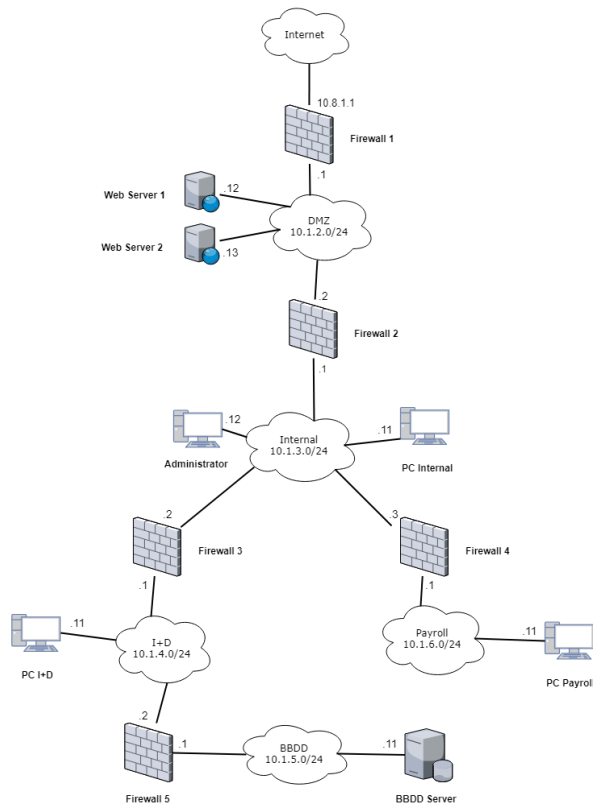 Internet
10.8.1.1
Firewall 1
.1
.12
Web Server 1
DMZ
10.1.2.0/24
Web Server 2
.13
.2
Firewall 2
.1
.12
Internal
10.1.3.0/24
.11
Administrator
PC Internal
.2
.3
Firewall 3
Firewall 4
.1
.1
.11
I+D
10.1.4.0/24
Payroll
10.1.6.0/24
.11
PC I+D
PC Payroll
.2
.1
BBDD
10.1.5.0/24
.11
Firewall 5
BBDD Server